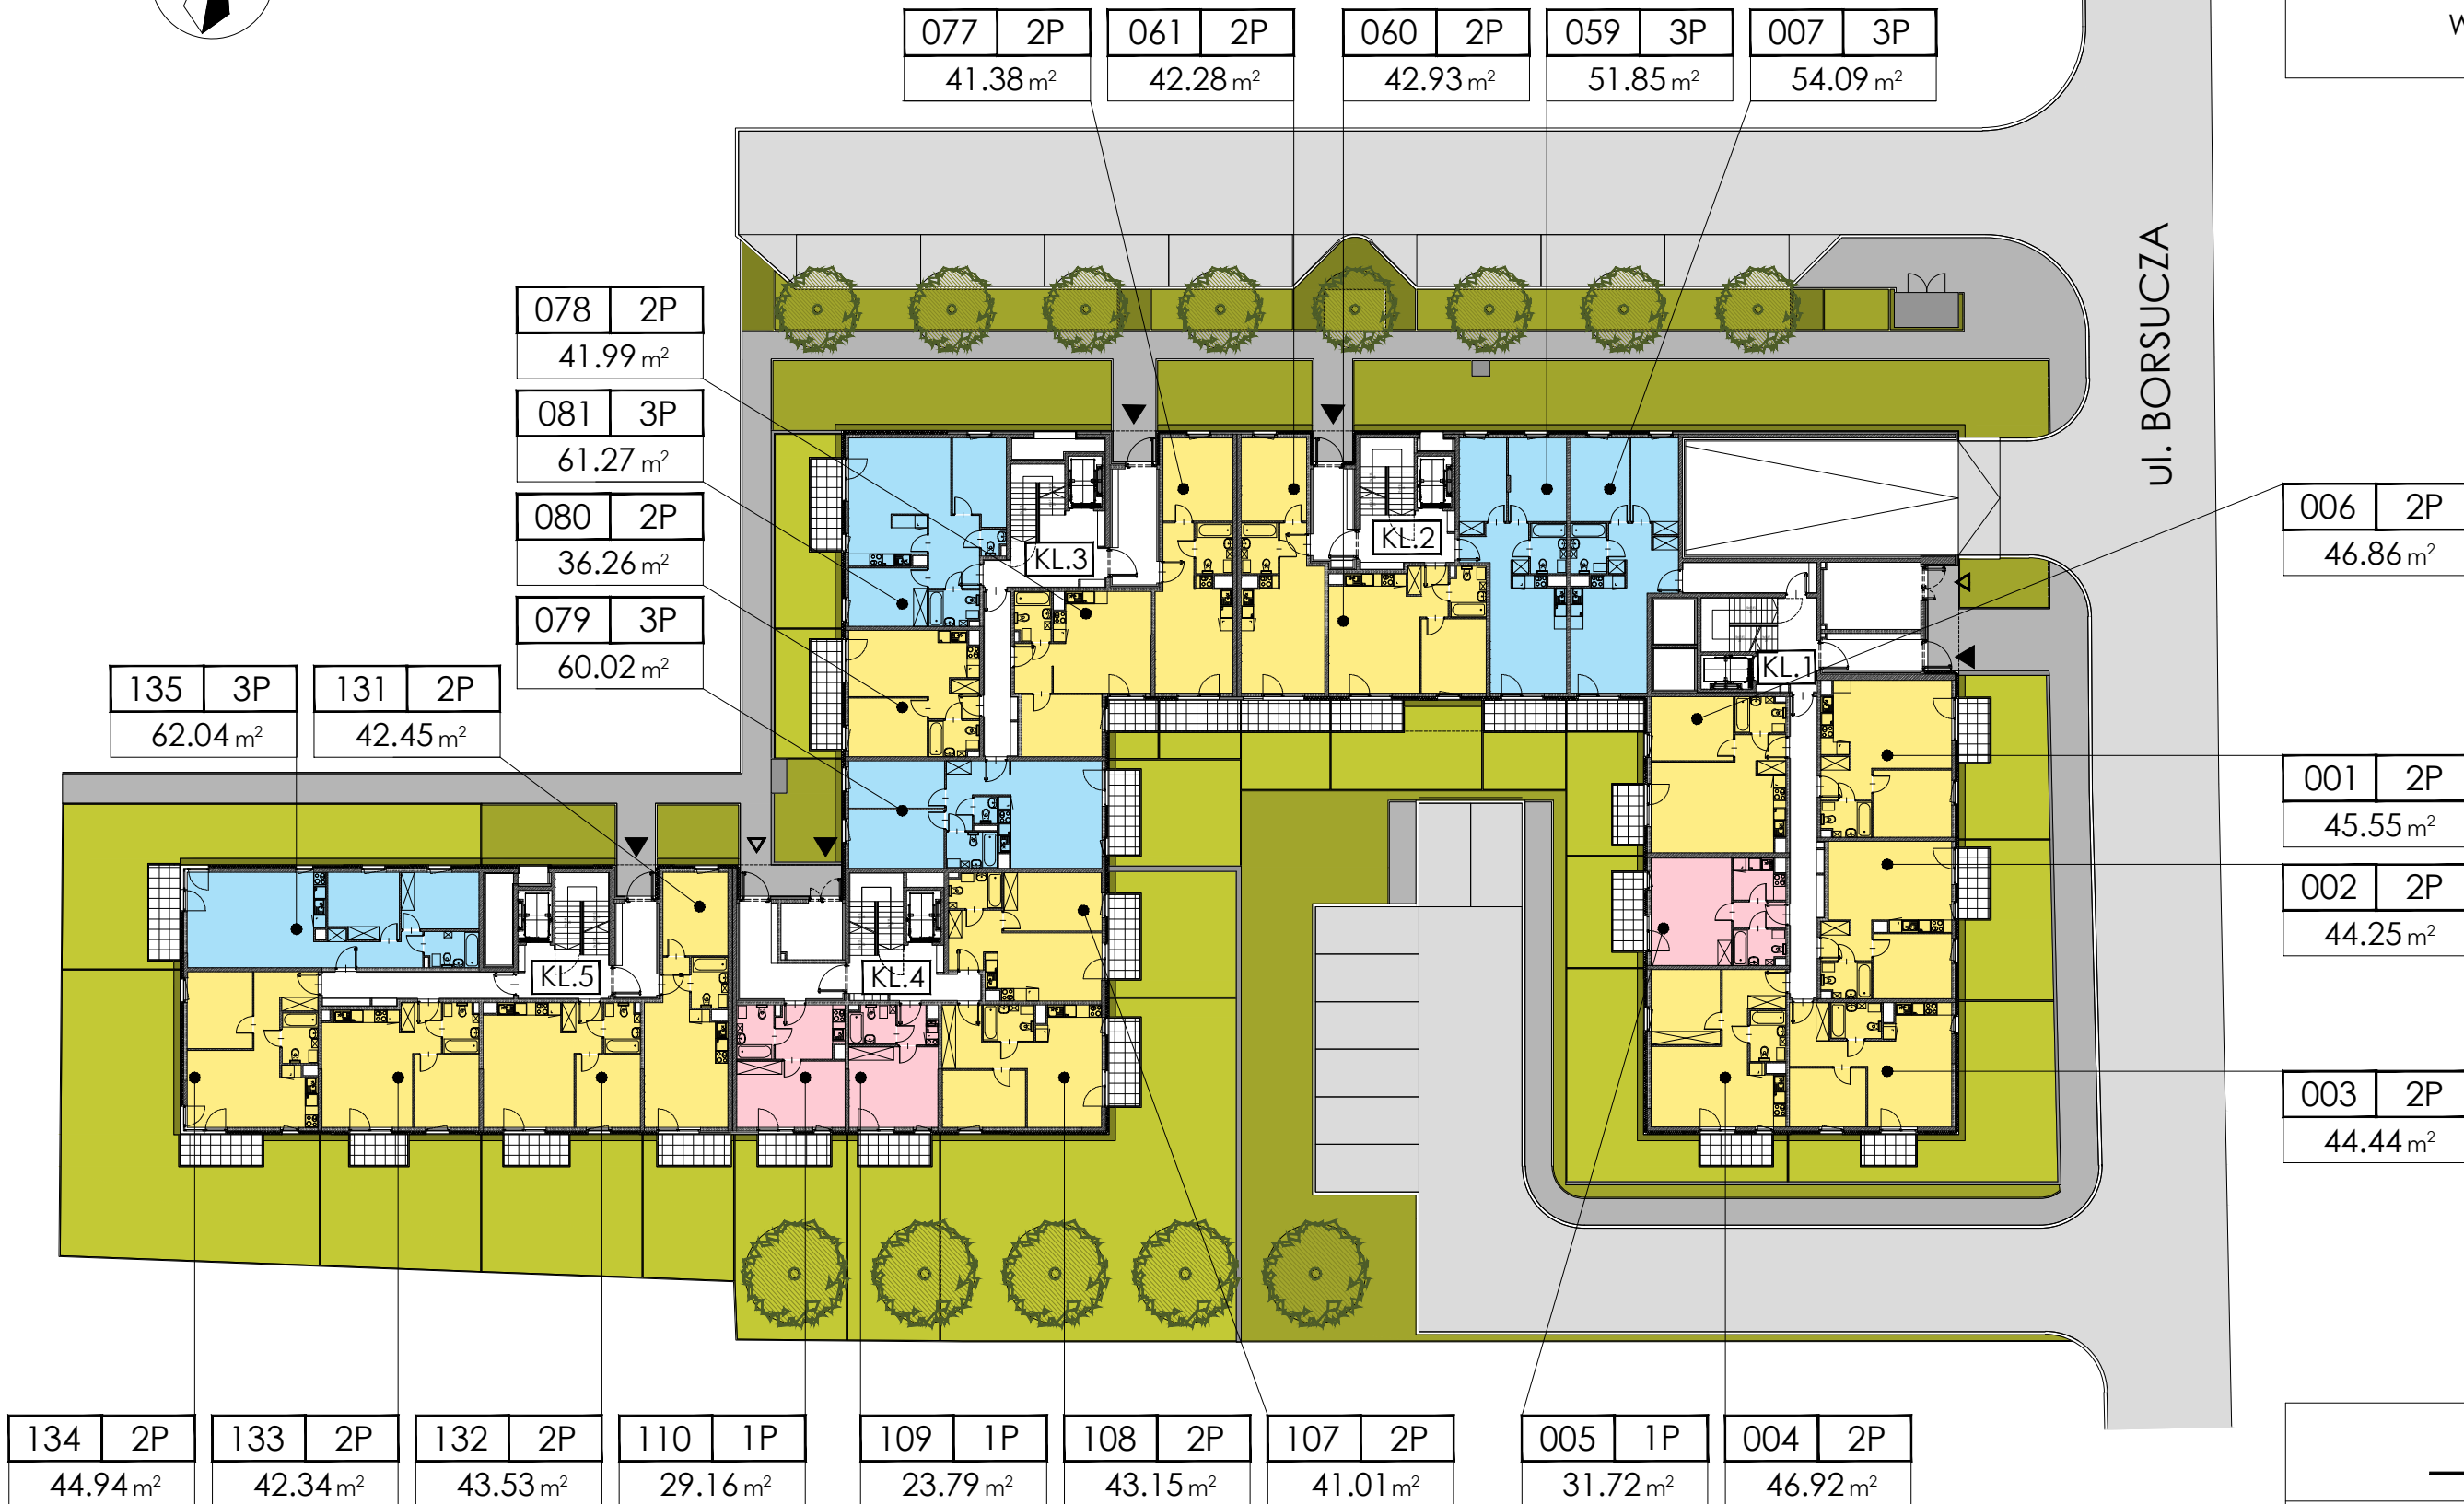 W
077 2P
41.38 m²
061 2P
42.28 m²
060 2P
42.93 m²
059 3P
51.85 m²
007 3P
54.09 m²
078 2P
41.99 m²
081 3P
61.27 m²
080 2P
36.26 m²
079 3P
60.02 m²
135 3P
62.04 m²
131 2P
42.45 m²
ul. BORSUCZA
006 2P
46.86 m²
001 2P
45.55 m²
002 2P
44.25 m²
003 2P
44.44 m²
KL.3
KL.2
KL.1
KL.5
KL.4
134 2P
44.94 m²
133 2P
42.34 m²
132 2P
43.53 m²
110 1P
29.16 m²
109 1P
23.79 m²
108 2P
43.15 m²
107 2P
41.01 m²
005 1P
31.72 m²
004 2P
46.92 m²